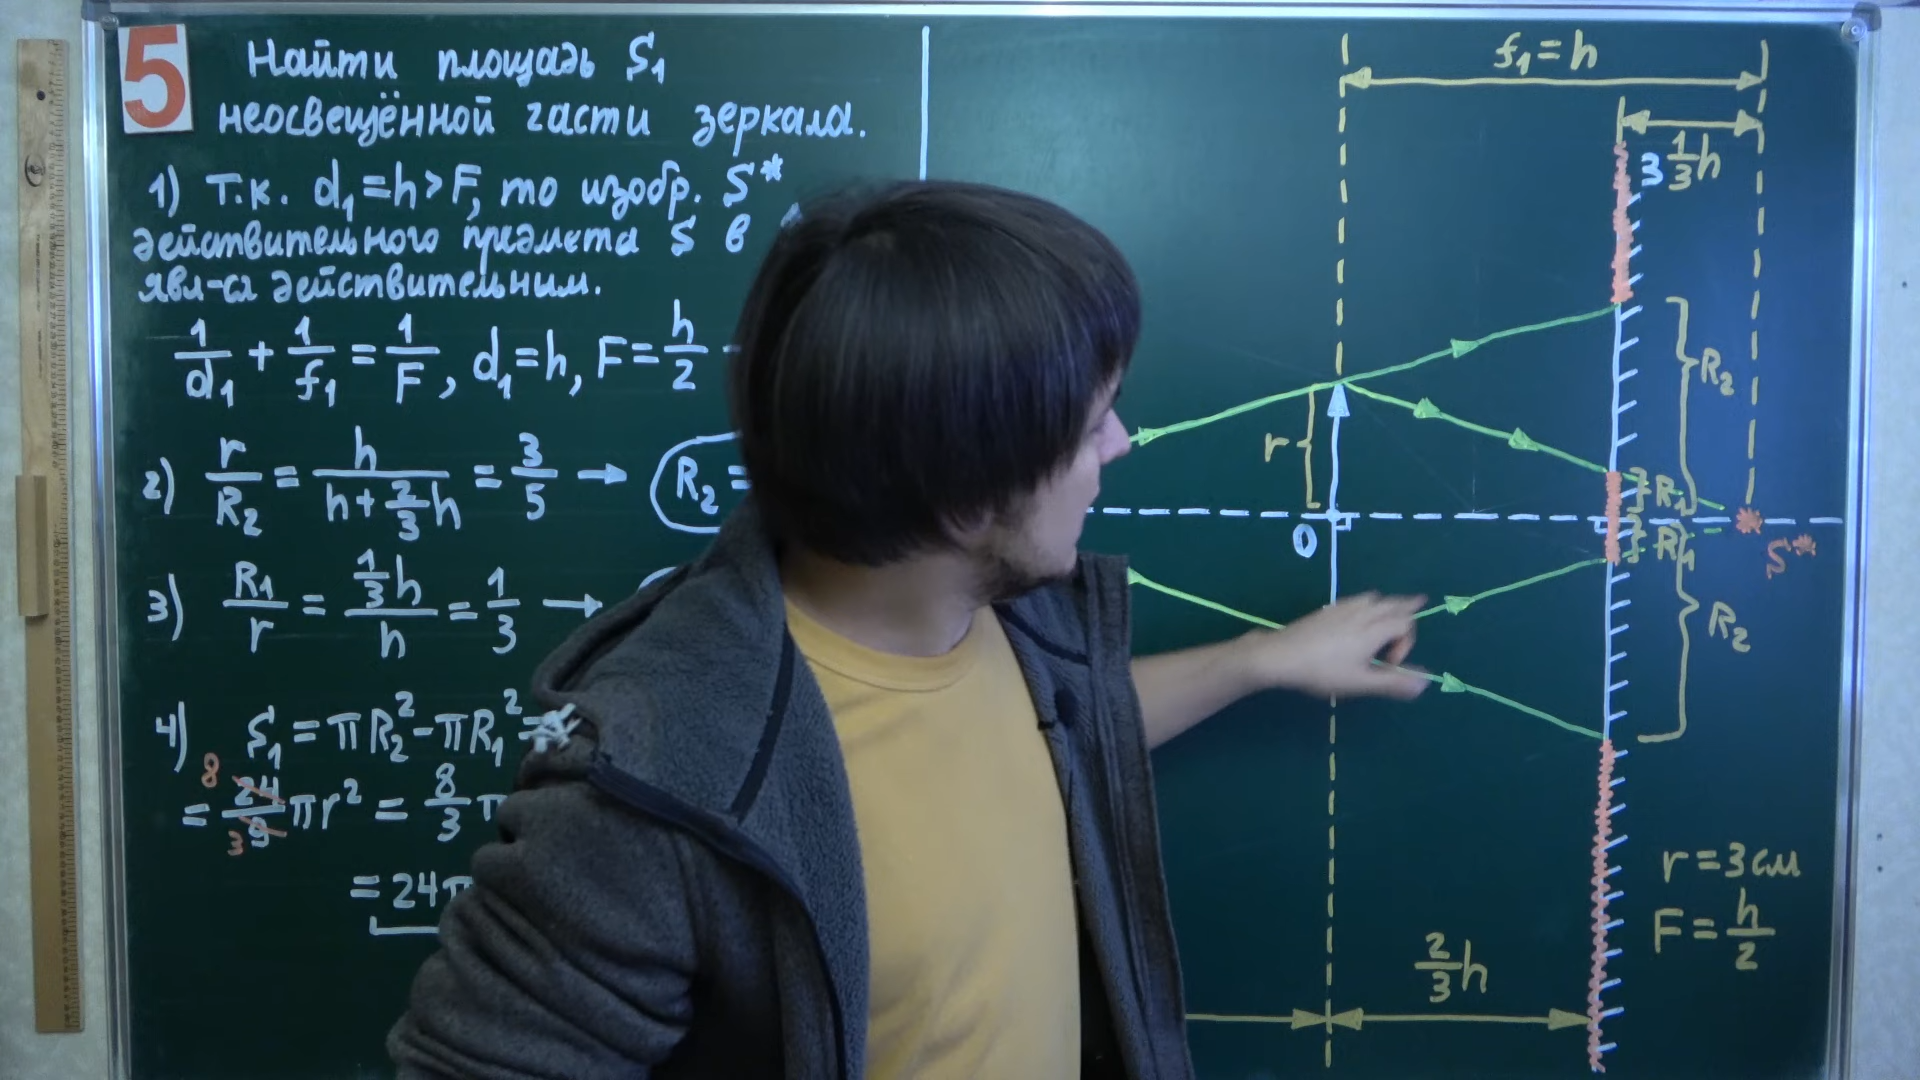 5
Найти площадь S₁
неосвещённой части зеркала.
1) т.к. d₁=h>F, то изобр. S*
действительного предмета S в
явл-ся действительным.
1/d₁ + 1/f₁ = 1/F, d₁=h, F=h/2
2) r/R₂ = h/(h+2/3h) = 3/5 → R₂=
3) R₁/r = (1/3h)/h = 1/3 →
4) S₁=πR₂²-πR₁²=
8
= 24/9 πr² = 8/3 π
3
=24π
f₁=h
1/3h
З
R₂
r
R₁
O
R₁
S*
R₂
r=3см
F=h/2
2/3h